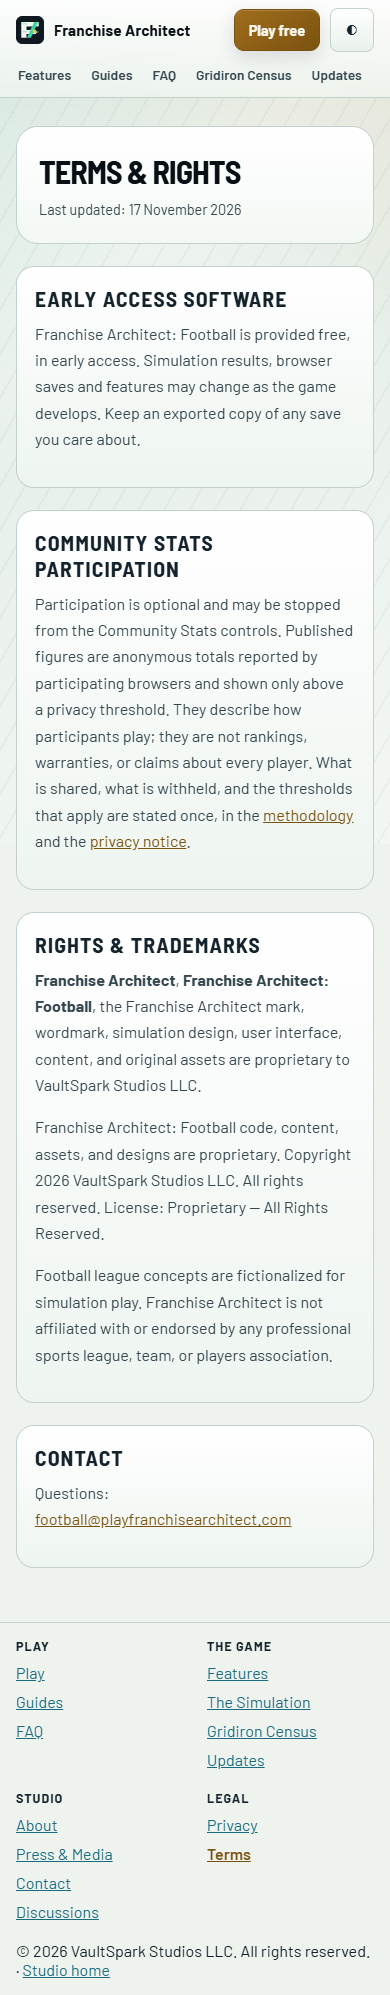 Franchise Architect
Play free
Features Guides FAQ Gridiron Census Updates
TERMS & RIGHTS
Last updated: 17 November 2026
EARLY ACCESS SOFTWARE
Franchise Architect: Football is provided free,
in early access. Simulation results, browser
saves and features may change as the game
develops. Keep an exported copy of any save
you care about.
COMMUNITY STATS
PARTICIPATION
Participation is optional and may be stopped
from the Community Stats controls. Published
figures are anonymous totals reported by
participating browsers and shown only above
a privacy threshold. They describe how
participants play; they are not rankings,
warranties, or claims about every player. What
is shared, what is withheld, and the thresholds
that apply are stated once, in the methodology
and the privacy notice.
RIGHTS & TRADEMARKS
Franchise Architect, Franchise Architect:
Football, the Franchise Architect mark,
wordmark, simulation design, user interface,
content, and original assets are proprietary to
VaultSpark Studios LLC.
Franchise Architect: Football code, content,
assets, and designs are proprietary. Copyright
2026 VaultSpark Studios LLC. All rights
reserved. License: Proprietary — All Rights
Reserved.
Football league concepts are fictionalized for
simulation play. Franchise Architect is not
affiliated with or endorsed by any professional
sports league, team, or players association.
CONTACT
Questions:
football@playfranchisearchitect.com
PLAY
Play
Guides
FAQ
THE GAME
Features
The Simulation
Gridiron Census
Updates
STUDIO
About
Press & Media
Contact
Discussions
LEGAL
Privacy
Terms
© 2026 VaultSpark Studios LLC. All rights reserved.
· Studio home